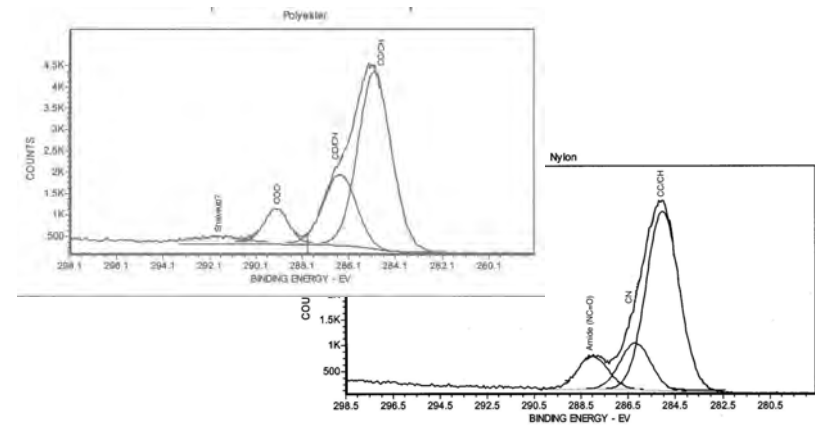 Polyester
CC/CH
4.5K
4K
3.5K
3K
CO/CN
COUNTS
2K
2K
1.5K
COO
1K
Shakeup?
500
298.1 296.1 294.1 292.1 290.1 288.1 286.1 284.1 282.1 280.1
BINDING ENERGY - EV
Nylon
CC/CH
CN
Amide (NC=O)
COU
1.5K
1K
500
298.5 296.5 294.5 292.5 290.5 288.5 286.5 284.5 282.5 280.5
BINDING ENERGY - EV